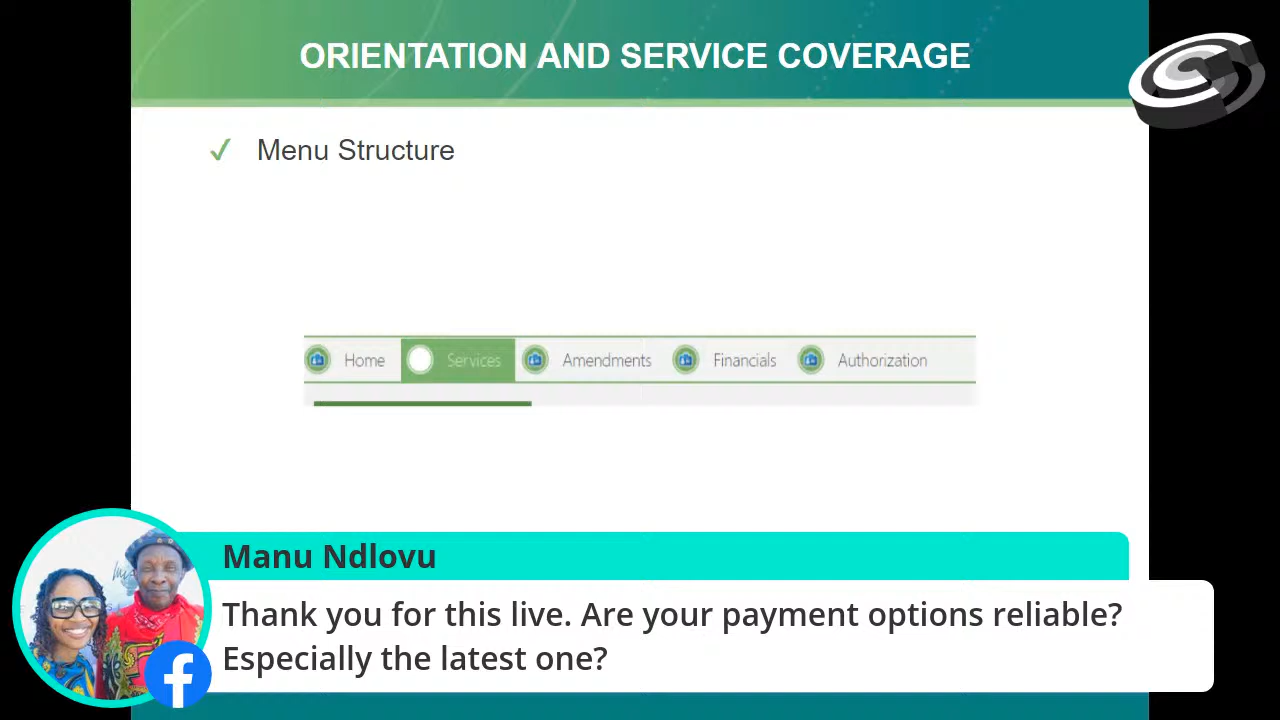 ORIENTATION AND SERVICE COVERAGE
Menu Structure
Home Services Amendments Financials Authorization
Manu Ndlovu
Thank you for this live. Are your payment options reliable?
Especially the latest one?